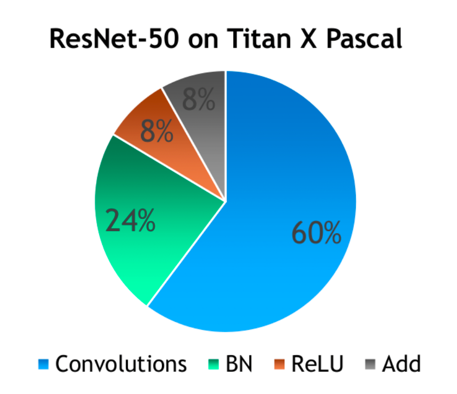 ResNet-50 on Titan X Pascal
8%
8%
24%
60%
Convolutions BN ReLU Add